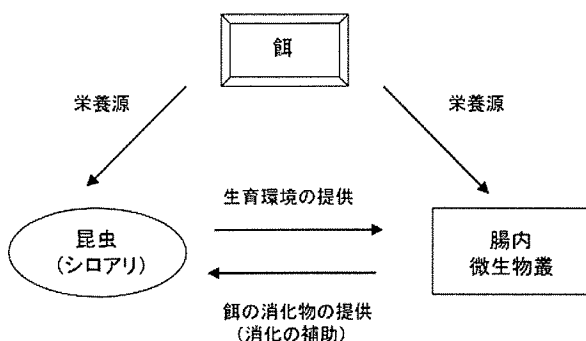 餌
栄養源
栄養源
生育環境の提供
昆虫
(シロアリ)
腸内
微生物叢
餌の消化物の提供
(消化の補助)